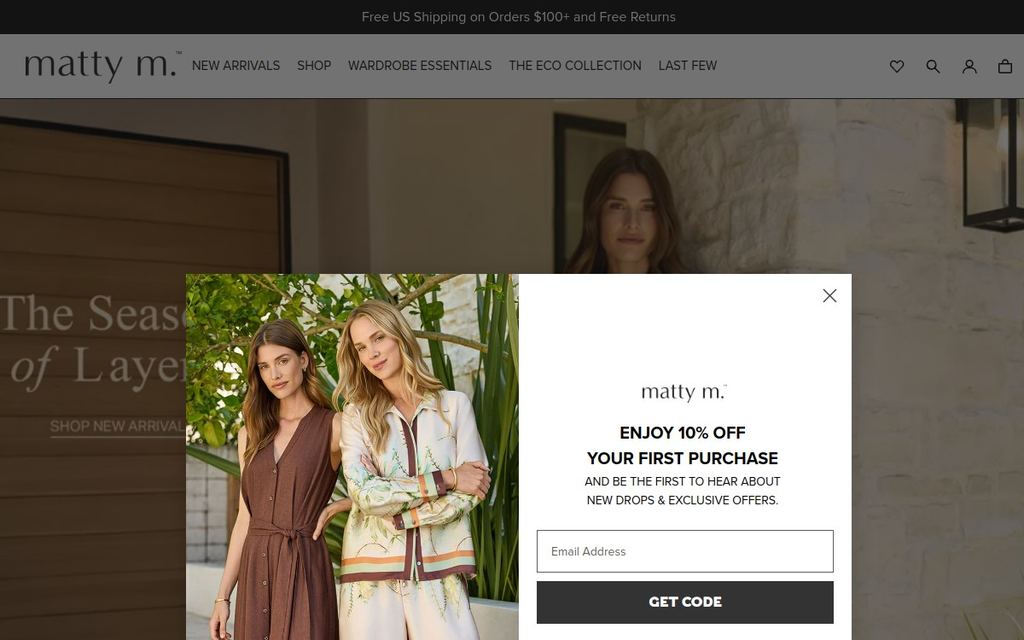 Free US Shipping on Orders $100+ and Free Returns
matty m.™
NEW ARRIVALS SHOP WARDROBE ESSENTIALS THE ECO COLLECTION LAST FEW
The Seas
of Layer
SHOP NEW ARRIVAL
matty m.™
ENJOY 10% OFF
YOUR FIRST PURCHASE
AND BE THE FIRST TO HEAR ABOUT
NEW DROPS & EXCLUSIVE OFFERS.
Email Address
GET CODE